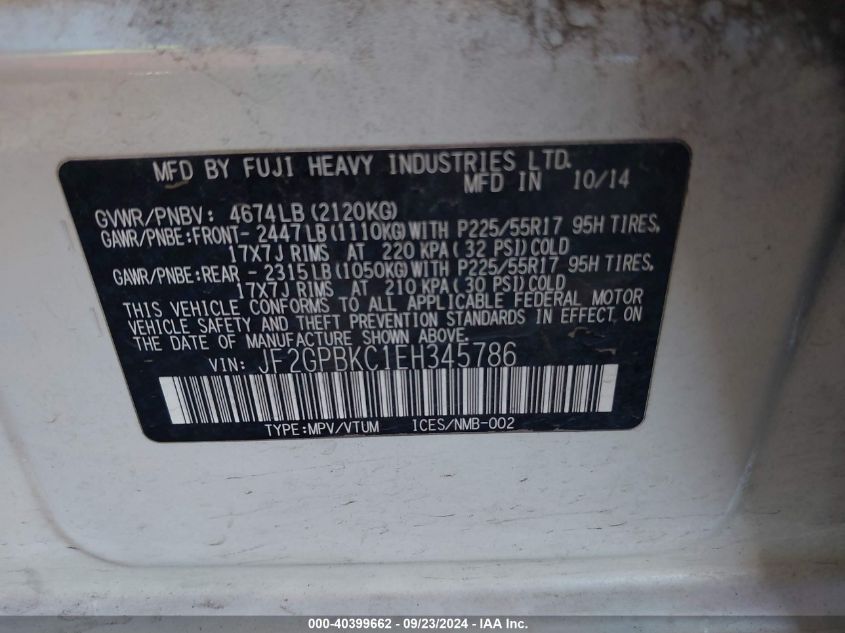 MFD BY FUJI HEAVY INDUSTRIES LTD.
MFD IN 10/14
GVWR/PNBV: 4674LB(2120KG)
GAWR/PNBE:FRONT- 2447LB(1110KG)WITH P225/55R17 95H TIRES,
17X7J RIMS AT 220 KPA( 32 PSI)COLD
GAWR/PNBE:REAR - 2315LB(1050KG)WITH P225/55R17 95H TIRES,
17X7J RIMS AT 210 KPA( 30 PSI)COLD
THIS VEHICLE CONFORMS TO ALL APPLICABLE FEDERAL MOTOR
VEHICLE SAFETY AND THEFT PREVENTION STANDARDS IN EFFECT ON
THE DATE OF MANUFACTURE SHOWN ABOVE.
VIN: JF2GPBKC1EH345786
TYPE:MPV/VTUM ICES/NMB-002
000-40399662 - 09/23/2024 - IAA Inc.